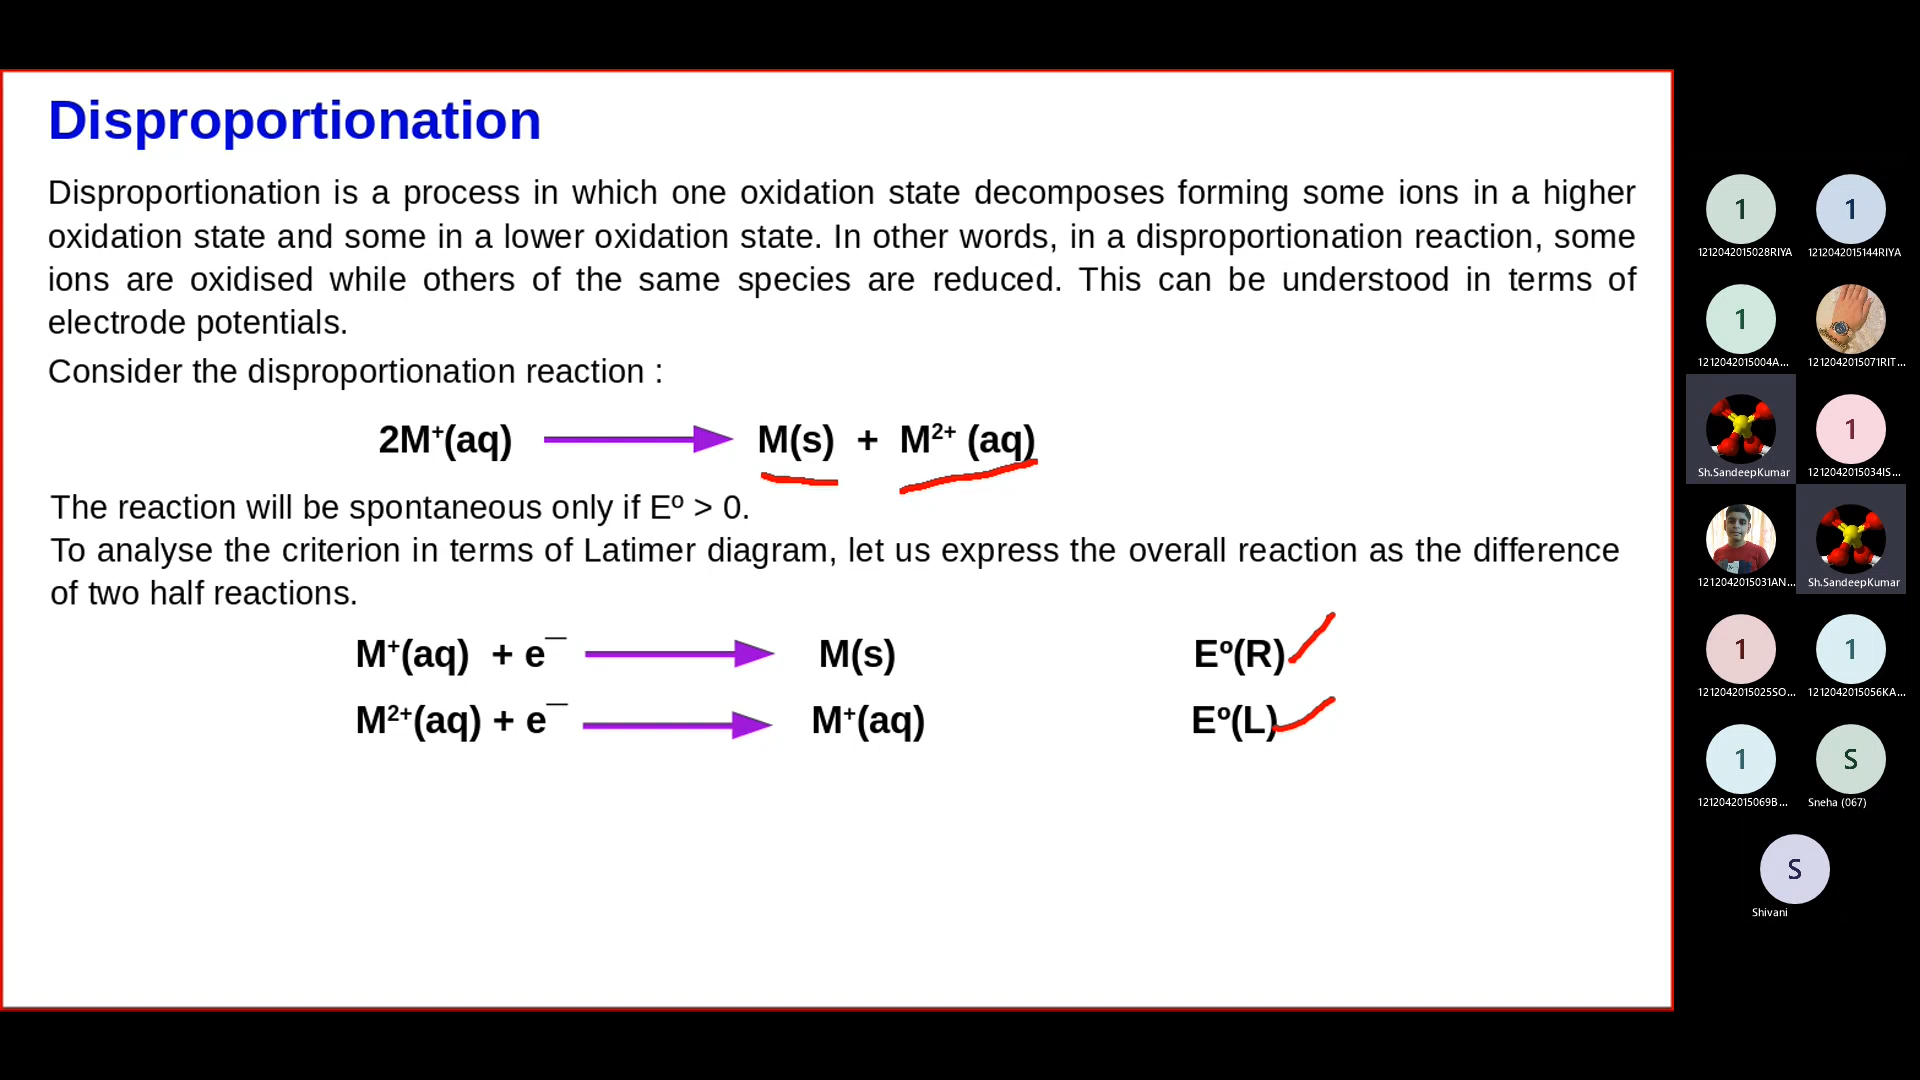 Disproportionation
Disproportionation is a process in which one oxidation state decomposes forming some ions in a higher
oxidation state and some in a lower oxidation state. In other words, in a disproportionation reaction, some
ions are oxidised while others of the same species are reduced. This can be understood in terms of
electrode potentials.
Consider the disproportionation reaction :
2M⁺(aq) → M(s) + M²⁺ (aq)
The reaction will be spontaneous only if Eº > 0.
To analyse the criterion in terms of Latimer diagram, let us express the overall reaction as the difference
of two half reactions.
M⁺(aq) + e¯ → M(s) Eº(R)
M²⁺(aq) + e¯ → M⁺(aq) Eº(L)
1 1
1212042015028RIYA 1212042015144RIYA
1
1212042015004A... 1212042015071RIT...
1
Sh.SandeepKumar 1212042015034IS...
1212042015031AN... Sh.SandeepKumar
1 1
1212042015025SO... 1212042015056KA...
1 S
1212042015069B... Sneha (067)
S
Shivani